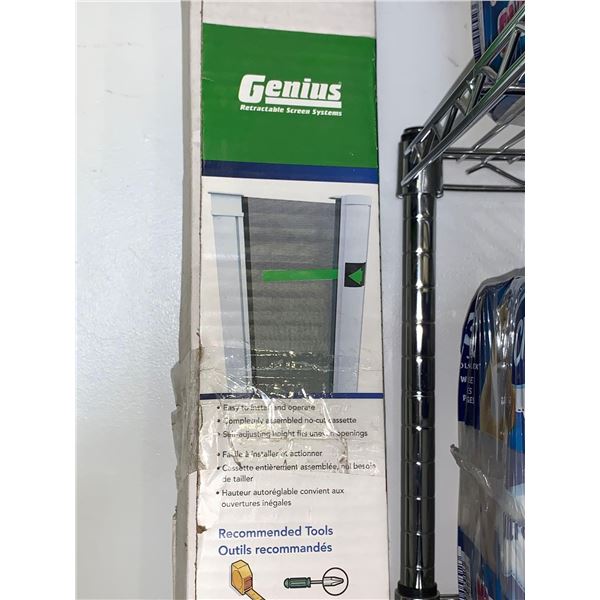 Genius
Retractable Screen Systems
• Easy to install and operate
• Completely assembled no-cut cassette
• Self-adjusting height fits uneven openings
• Facile à installer et actionner
• Cassette entièrement assemblée, nul besoin
de tailler
• Hauteur autoréglable convient aux
ouvertures inégales
Recommended Tools
Outils recommandés